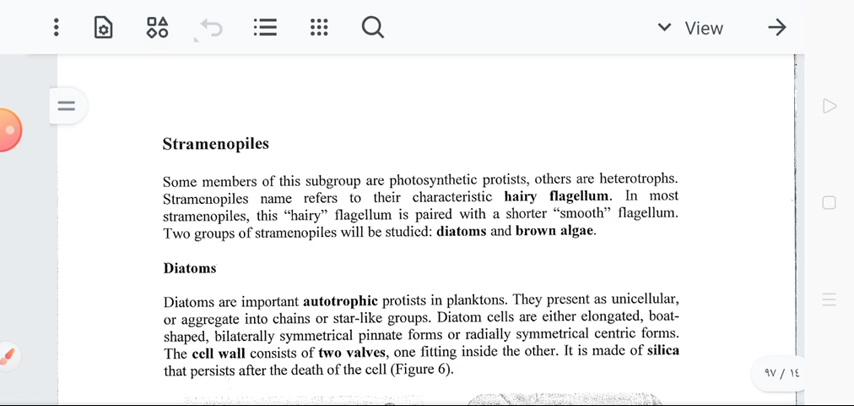 View
Stramenopiles
Some members of this subgroup are photosynthetic protists, others are heterotrophs.
Stramenopiles name refers to their characteristic hairy flagellum. In most
stramenopiles, this “hairy” flagellum is paired with a shorter “smooth” flagellum.
Two groups of stramenopiles will be studied: diatoms and brown algae.
Diatoms
Diatoms are important autotrophic protists in planktons. They present as unicellular,
or aggregate into chains or star-like groups. Diatom cells are either elongated, boat-
shaped, bilaterally symmetrical pinnate forms or radially symmetrical centric forms.
The cell wall consists of two valves, one fitting inside the other. It is made of silica
that persists after the death of the cell (Figure 6).
٩٧ / ١٤